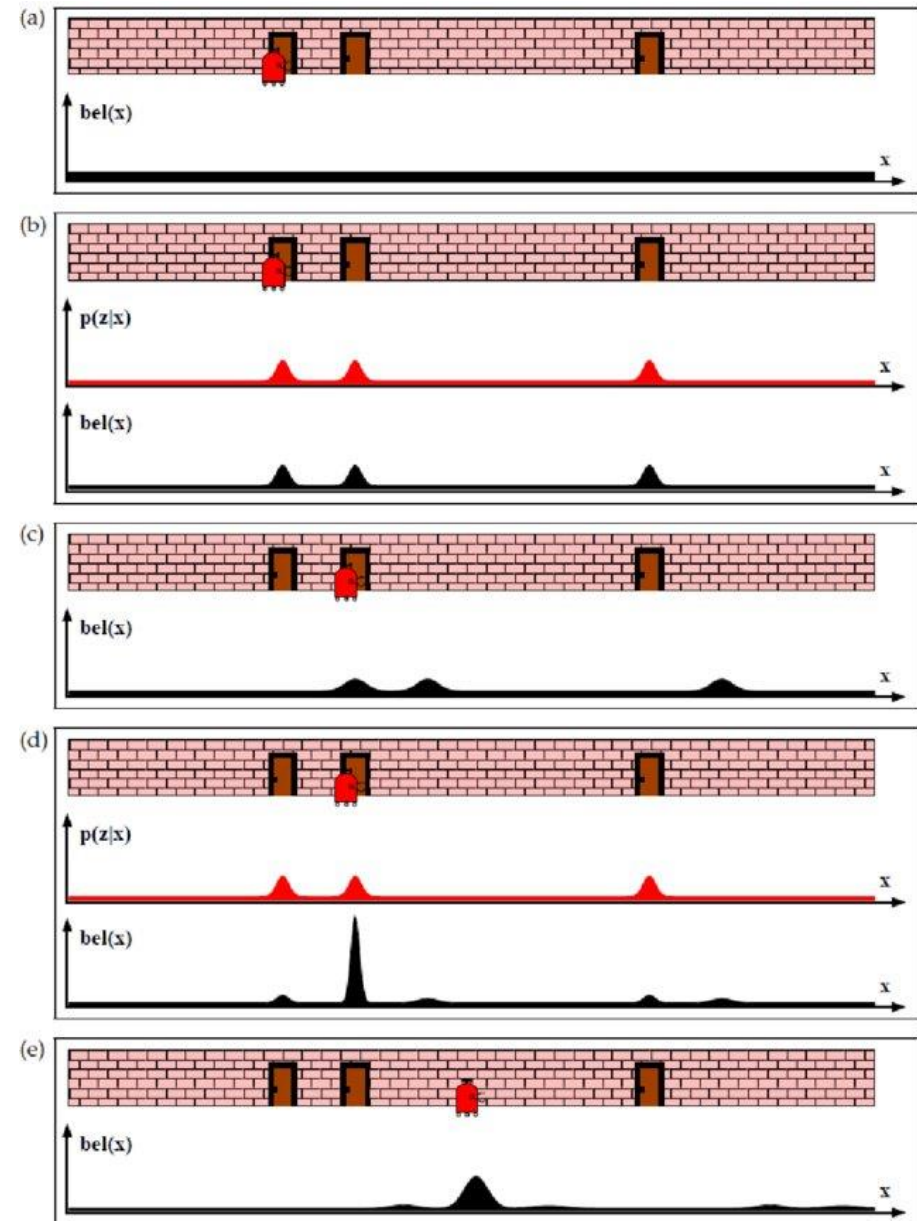 (a)
bel(x)
x
(b)
p(z|x)
x
bel(x)
x
(c)
bel(x)
x
(d)
p(z|x)
x
bel(x)
x
(e)
bel(x)
x